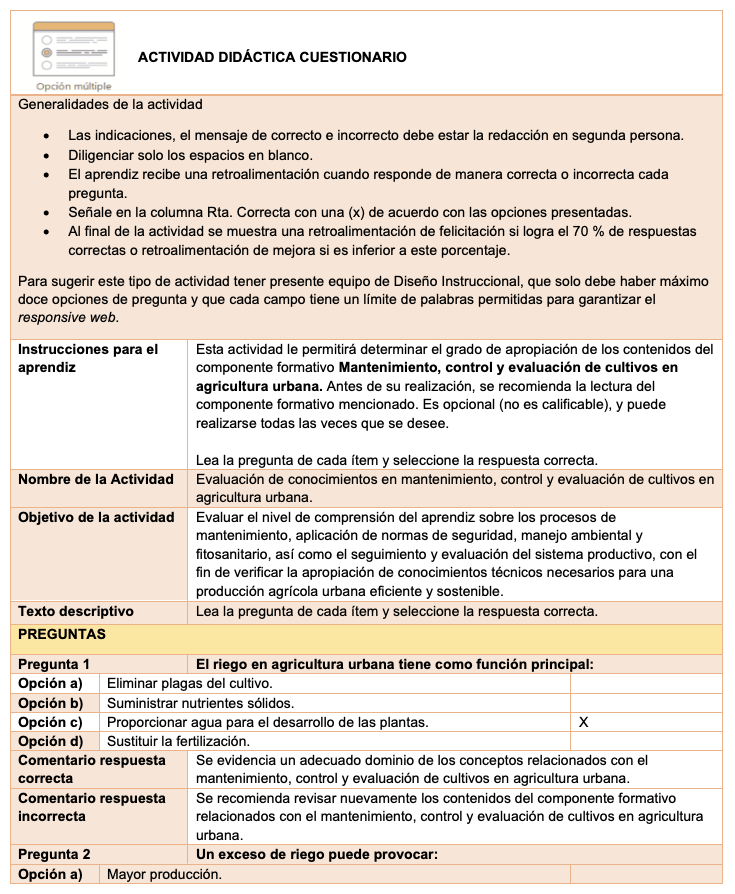 ACTIVIDAD DIDÁCTICA CUESTIONARIO
Opción múltiple
Generalidades de la actividad
• Las indicaciones, el mensaje de correcto e incorrecto debe estar la redacción en segunda persona.
• Diligenciar solo los espacios en blanco.
• El aprendiz recibe una retroalimentación cuando responde de manera correcta o incorrecta cada
pregunta.
• Señale en la columna Rta. Correcta con una (x) de acuerdo con las opciones presentadas.
• Al final de la actividad se muestra una retroalimentación de felicitación si logra el 70 % de respuestas
correctas o retroalimentación de mejora si es inferior a este porcentaje.
Para sugerir este tipo de actividad tener presente equipo de Diseño Instruccional, que solo debe haber máximo
doce opciones de pregunta y que cada campo tiene un límite de palabras permitidas para garantizar el
responsive web.
Instrucciones para el
aprendiz
Esta actividad le permitirá determinar el grado de apropiación de los contenidos del
componente formativo Mantenimiento, control y evaluación de cultivos en
agricultura urbana. Antes de su realización, se recomienda la lectura del
componente formativo mencionado. Es opcional (no es calificable), y puede
realizarse todas las veces que se desee.
Lea la pregunta de cada ítem y seleccione la respuesta correcta.
Nombre de la Actividad
Evaluación de conocimientos en mantenimiento, control y evaluación de cultivos en
agricultura urbana.
Objetivo de la actividad
Evaluar el nivel de comprensión del aprendiz sobre los procesos de
mantenimiento, aplicación de normas de seguridad, manejo ambiental y
fitosanitario, así como el seguimiento y evaluación del sistema productivo, con el
fin de verificar la apropiación de conocimientos técnicos necesarios para una
producción agrícola urbana eficiente y sostenible.
Texto descriptivo
Lea la pregunta de cada ítem y seleccione la respuesta correcta.
PREGUNTAS
Pregunta 1 El riego en agricultura urbana tiene como función principal:
Opción a) Eliminar plagas del cultivo.
Opción b) Suministrar nutrientes sólidos.
Opción c) Proporcionar agua para el desarrollo de las plantas. X
Opción d) Sustituir la fertilización.
Comentario respuesta
correcta
Se evidencia un adecuado dominio de los conceptos relacionados con el
mantenimiento, control y evaluación de cultivos en agricultura urbana.
Comentario respuesta
incorrecta
Se recomienda revisar nuevamente los contenidos del componente formativo
relacionados con el mantenimiento, control y evaluación de cultivos en agricultura
urbana.
Pregunta 2 Un exceso de riego puede provocar:
Opción a) Mayor producción.